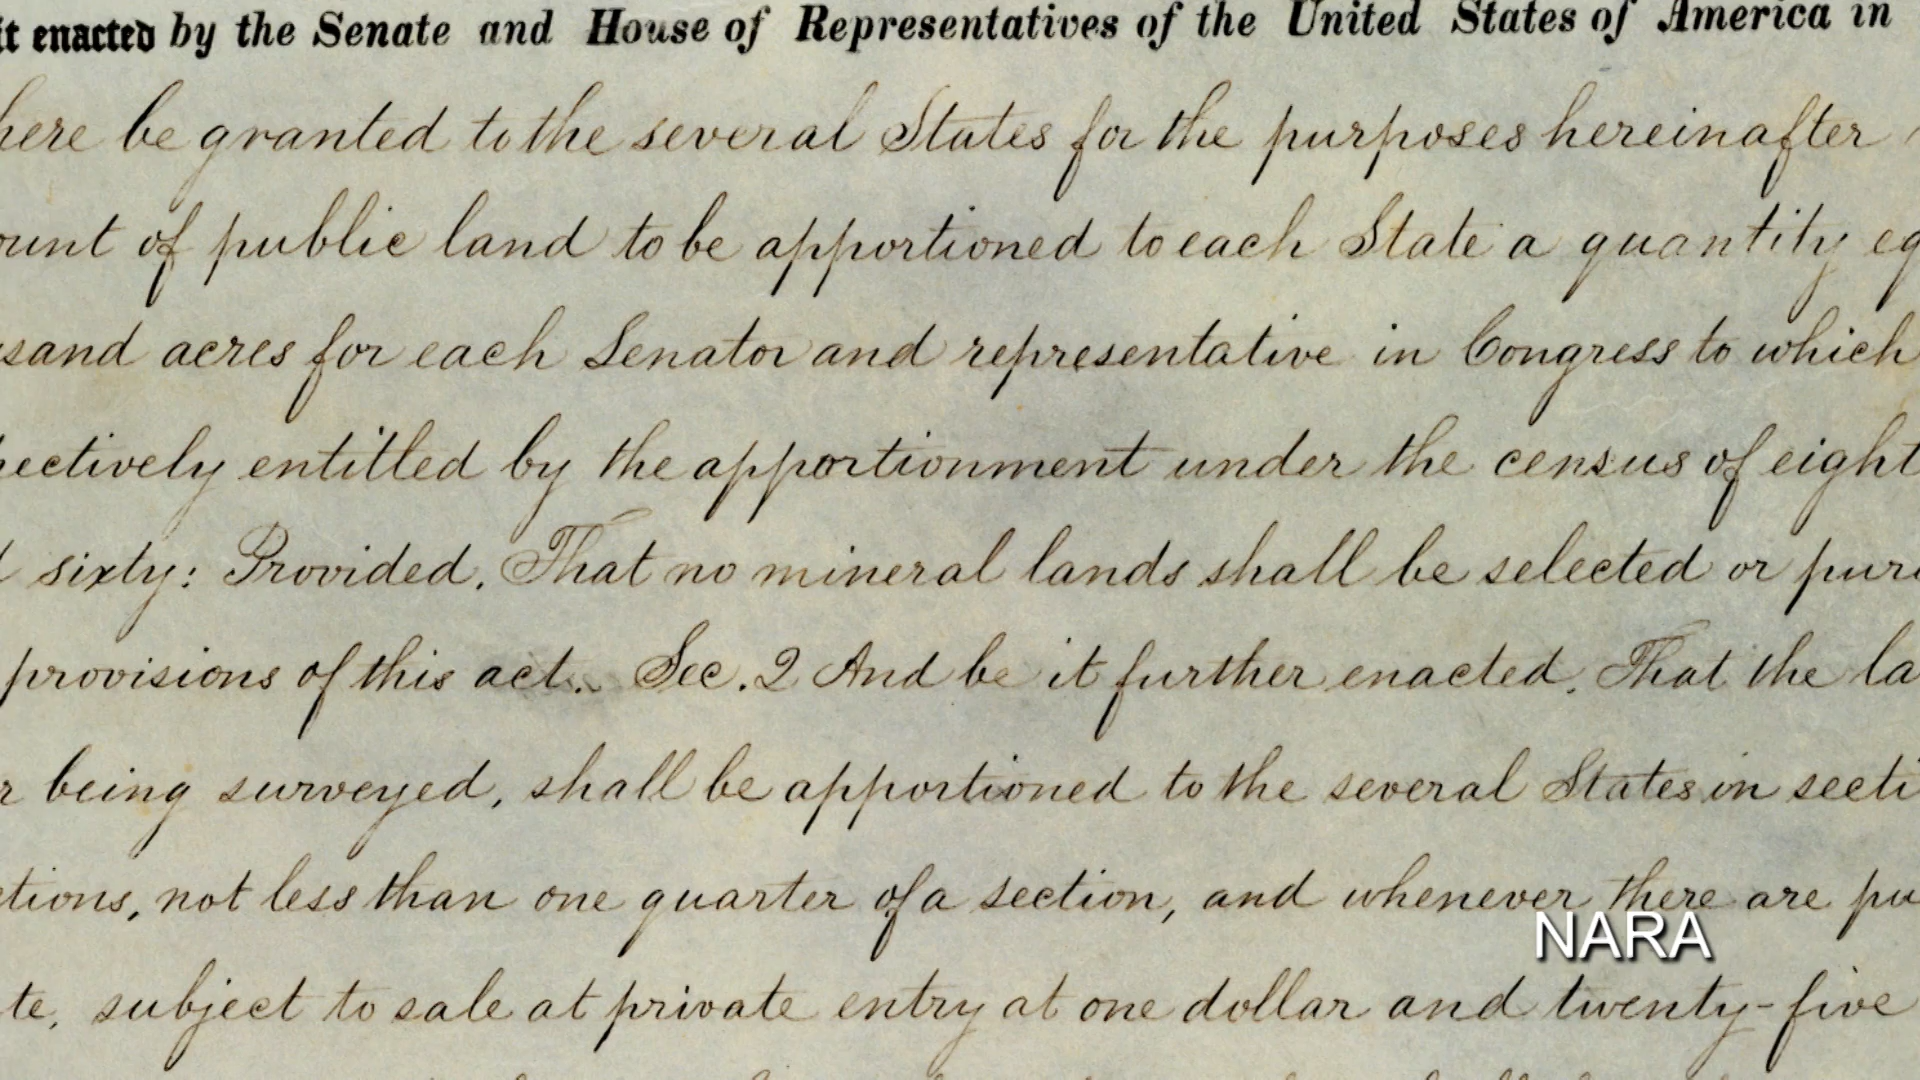 it enacted by the Senate and House of Representatives of the United States of America in
here be granted to the several States for the purposes hereinafter
ount of public land to be apportioned to each State a quantity eq
sand acres for each Senator and representative in Congress to which
ectively entitled by the apportionment under the census of eight
sixty: Provided, That no mineral lands shall be selected or purc
provisions of this act. Sec. 2 And be it further enacted, That the la
r being surveyed, shall be apportioned to the several States in secti
ctions, not less than one quarter of a section, and whenever there are pu
NARA
te, subject to sale at private entry at one dollar and twenty-five